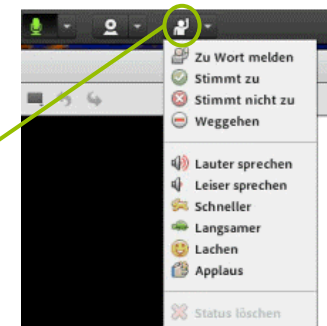 Zu Wort melden
Stimmt zu
Stimmt nicht zu
Weggehen
Lauter sprechen
Leiser sprechen
Schneller
Langsamer
Lachen
Applaus
Status löschen